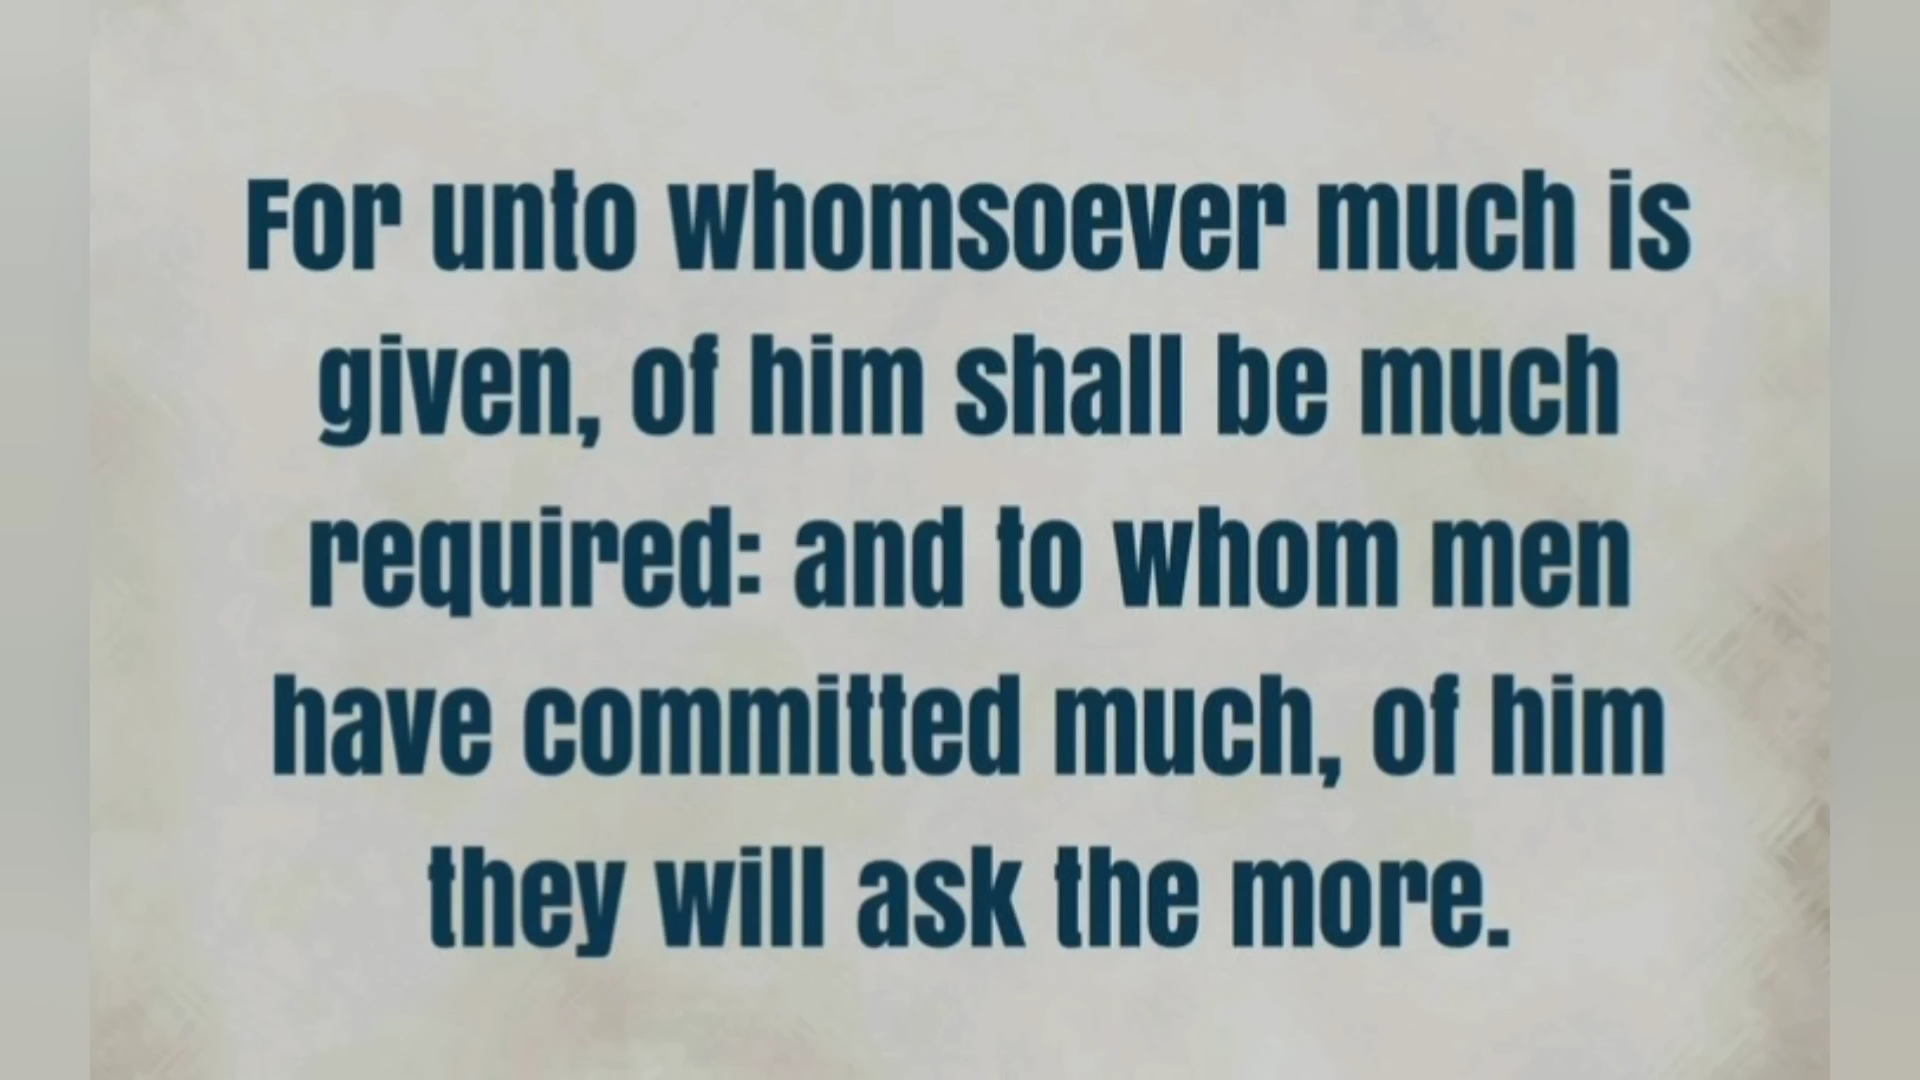 For unto whomsoever much is
given, of him shall be much
required: and to whom men
have committed much, of him
they will ask the more.